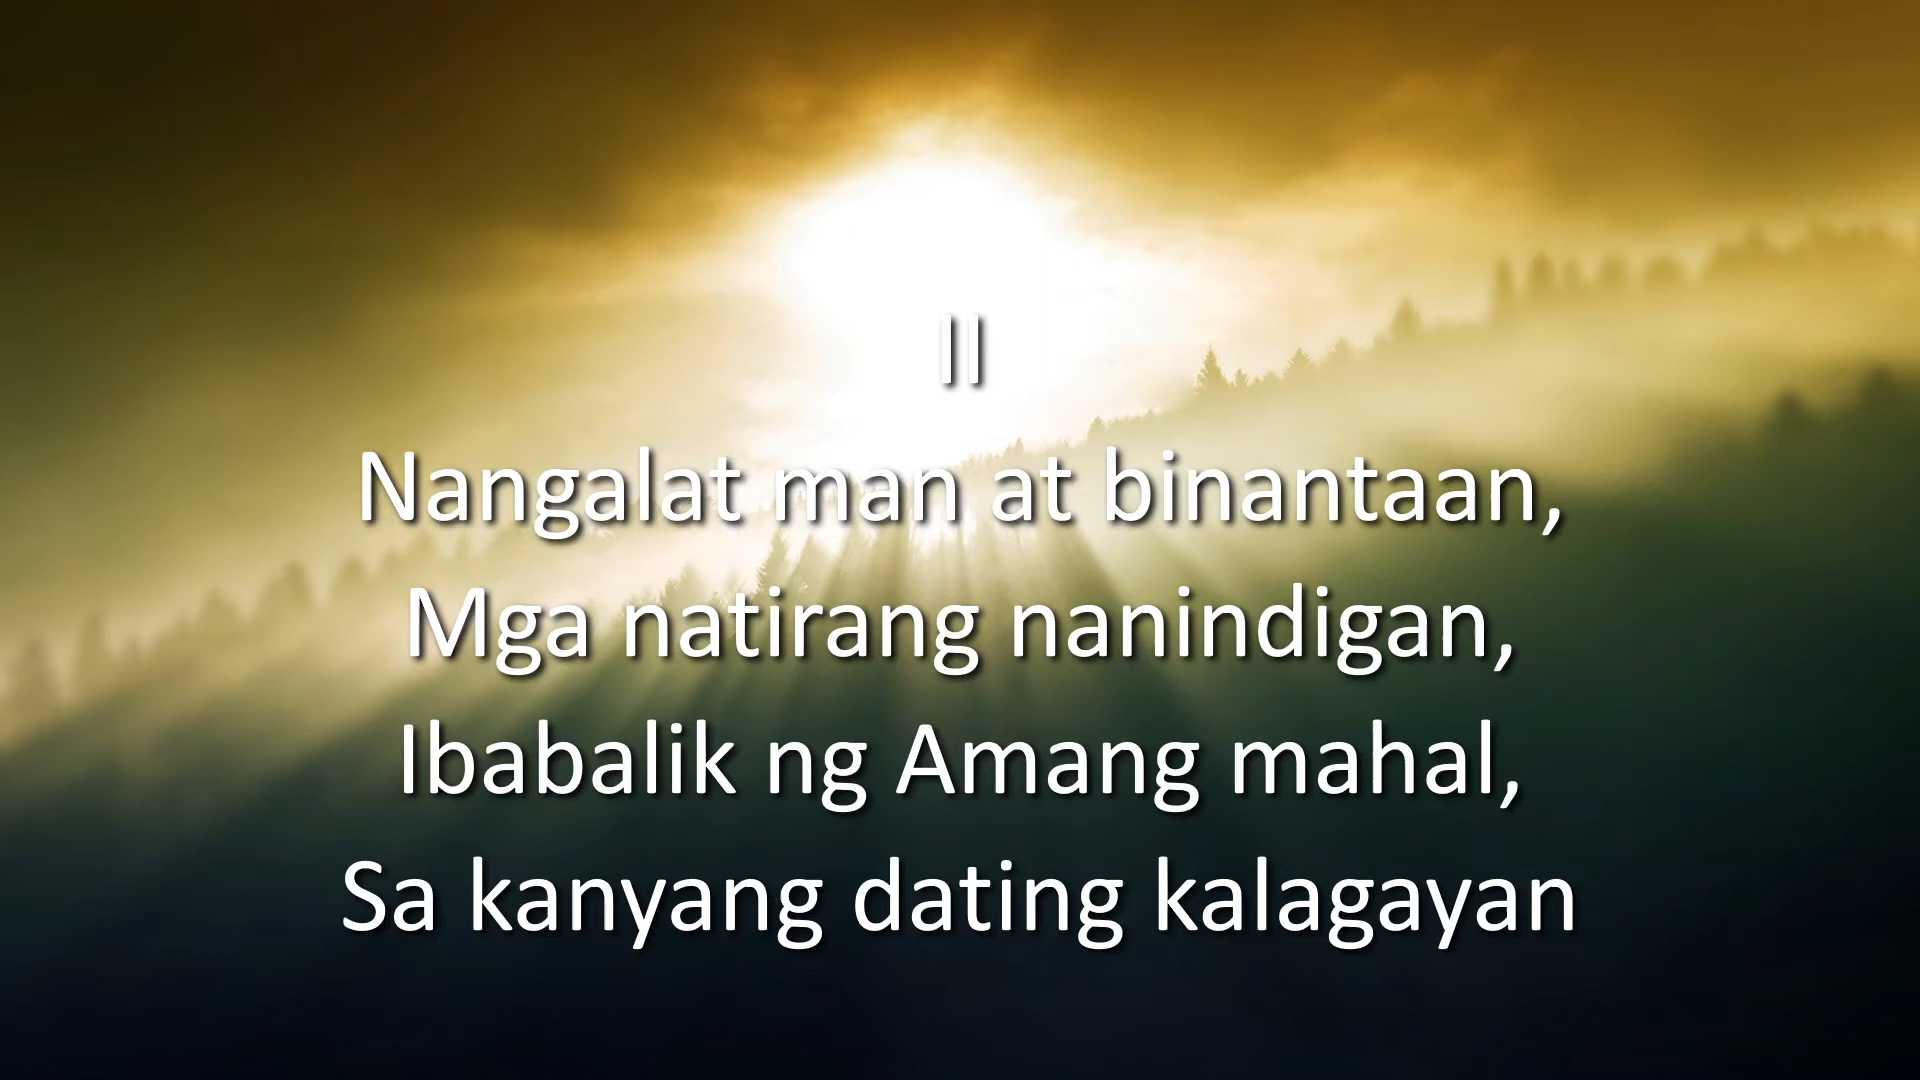 II
Nangalat man at binantaan,
Mga natirang nanindigan,
Ibabalik ng Amang mahal,
Sa kanyang dating kalagayan